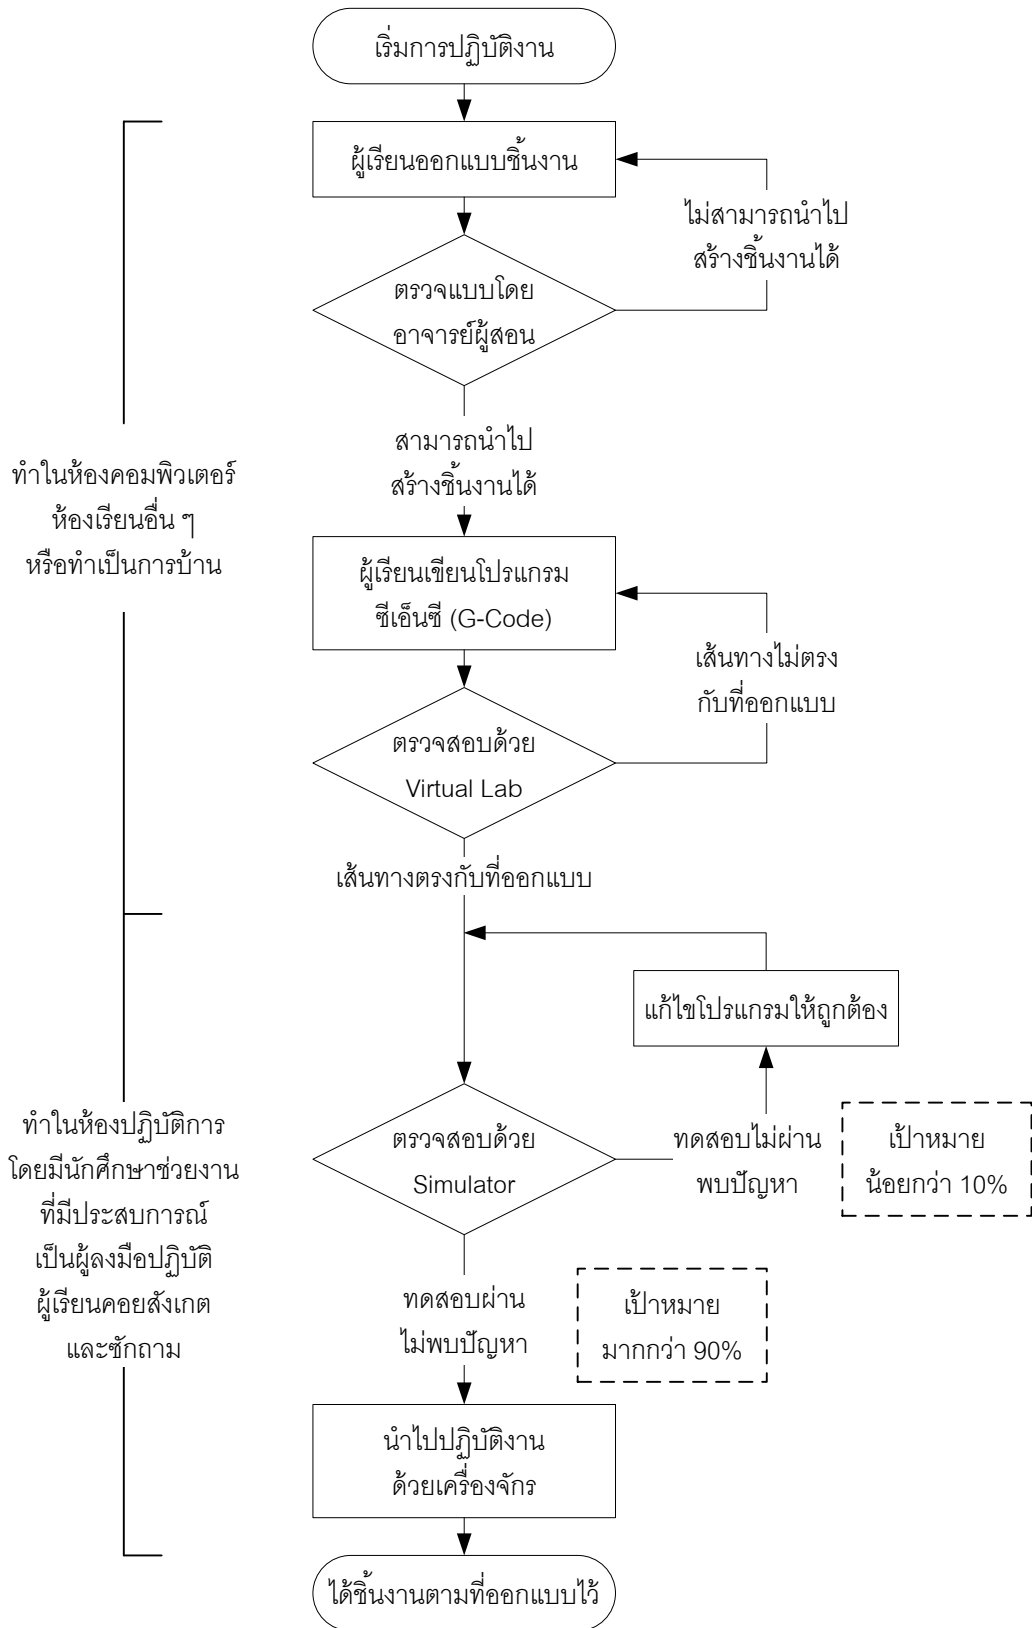 เริ่มการปฏิบัติงาน
ผู้เรียนออกแบบชิ้นงาน
ไม่สามารถนำไป
สร้างชิ้นงานได้
ตรวจแบบโดย
อาจารย์ผู้สอน
สามารถนำไป
สร้างชิ้นงานได้
ทำในห้องคอมพิวเตอร์
ห้องเรียนอื่น ๆ
หรือทำเป็นการบ้าน
ผู้เรียนเขียนโปรแกรม
ซีเอ็นซี (G-Code)
เส้นทางไม่ตรง
กับที่ออกแบบ
ตรวจสอบด้วย
Virtual Lab
เส้นทางตรงกับที่ออกแบบ
แก้ไขโปรแกรมให้ถูกต้อง
ทำในห้องปฏิบัติการ
โดยมีนักศึกษาช่วยงาน
ที่มีประสบการณ์
เป็นผู้ลงมือปฏิบัติ
ผู้เรียนคอยสังเกต
และซักถาม
ตรวจสอบด้วย
Simulator
ทดสอบไม่ผ่าน
พบปัญหา
เป้าหมาย
น้อยกว่า 10%
ทดสอบผ่าน
ไม่พบปัญหา
เป้าหมาย
มากกว่า 90%
นำไปปฏิบัติงาน
ด้วยเครื่องจักร
ได้ชิ้นงานตามที่ออกแบบไว้